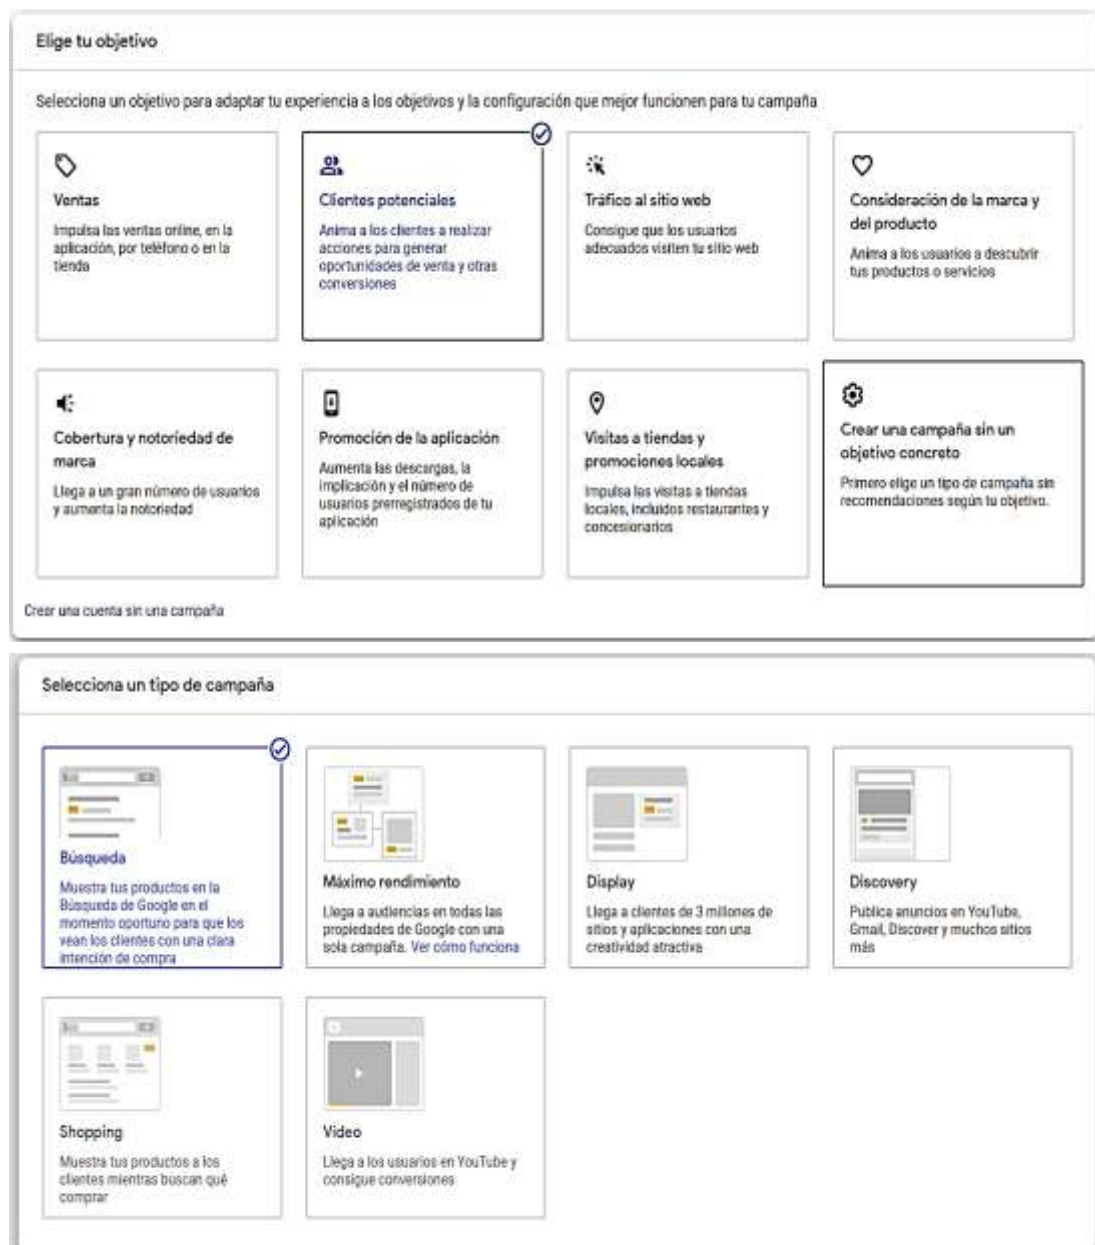 Elige tu objetivo
Selecciona un objetivo para adaptar tu experiencia a los objetivos y la configuración que mejor funcionen para tu campaña
Ventas
Impulsa las ventas online, en la
aplicación, por teléfono o en la
tienda
Clientes potenciales
Anima a los clientes a realizar
acciones para generar
oportunidades de venta y otras
conversiones
Tráfico al sitio web
Consigue que los usuarios
adecuados visiten tu sitio web
Consideración de la marca y
del producto
Anima a los usuarios a descubrir
tus productos o servicios
Cobertura y notoriedad de
marca
Llega a un gran número de usuarios
y aumenta la notoriedad
Promoción de la aplicación
Aumenta las descargas, la
implicación y el número de
usuarios prerregistrados de tu
aplicación
Visitas a tiendas y
promociones locales
Impulsa las visitas a tiendas
locales, incluidos restaurantes y
concesionarios
Crear una campaña sin un
objetivo concreto
Primero elige un tipo de campaña sin
recomendaciones según tu objetivo.
Crear una cuenta sin una campaña
Selecciona un tipo de campaña
Búsqueda
Muestra tus productos en la
Búsqueda de Google en el
momento oportuno para que los
vean los clientes con una clara
intención de compra
Máximo rendimiento
Llega a audiencias en todas las
propiedades de Google con una
sola campaña. Ver cómo funciona
Display
Llega a clientes de 3 millones de
sitios y aplicaciones con una
creatividad atractiva
Discovery
Publica anuncios en YouTube,
Gmail, Discover y muchos sitios
más
Shopping
Muestra tus productos a los
clientes mientras buscan qué
comprar
Video
Llega a los usuarios en YouTube y
consigue conversiones